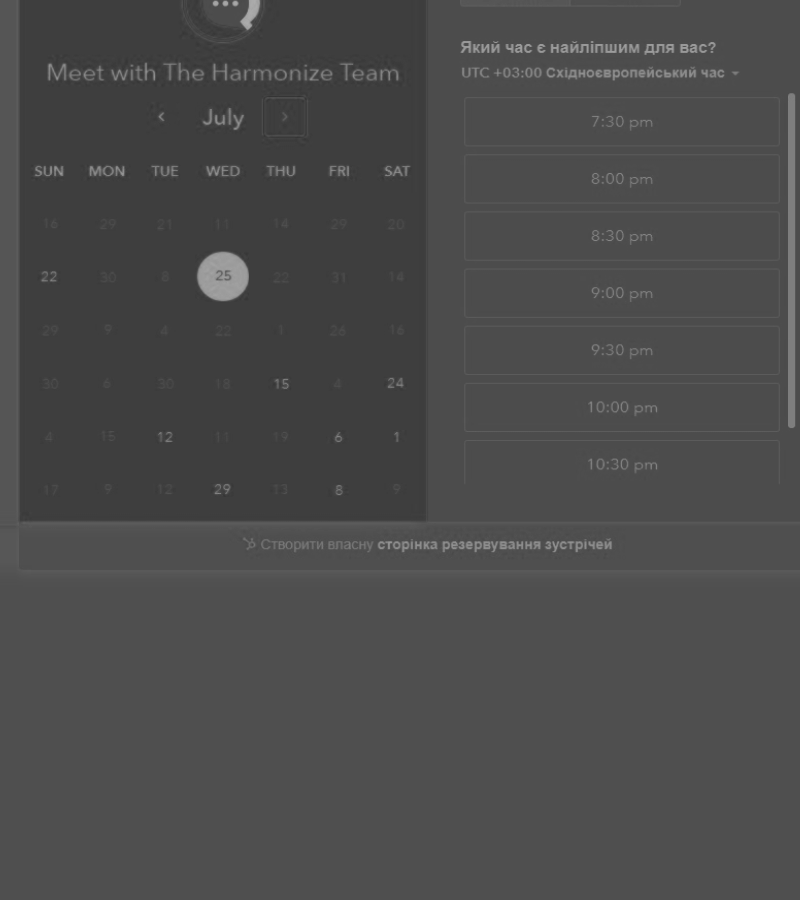 Meet with The Harmonize Team
July
SUN MON TUE WED THU FRI SAT
16 29 21 11 14 29 20
22 30 8 25 22 31 14
29 9 4 22 1 26 16
30 6 30 18 15 4 24
4 15 12 11 19 6 1
17 9 12 29 13 8 9
Який час є найліпшим для вас?
UTC +03:00 Східноєвропейський час
7:30 pm
8:00 pm
8:30 pm
9:00 pm
9:30 pm
10:00 pm
10:30 pm
Створити власну сторінка резервування зустрічей